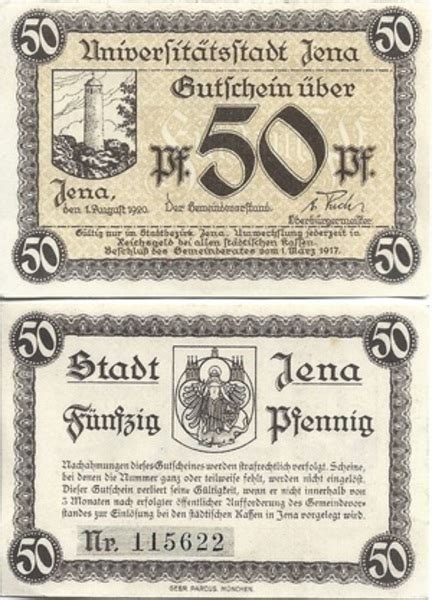 50 50
Universitätsstadt Jena
Gutschein über
Pf. 50 Pf.
Jena,
den 1. August 1920. Der Gemeindevorstand.
Oberbürgermeister
50 50
Gültig nur im Stadtbezirk Jena. Umwechslung jederzeit in
Reichsgeld bei allen städtischen Kassen.
Beschluß des Gemeinderates vom 1. März 1917.
50 50
Stadt Jena
Fünfzig Pfennig
Nachahmungen dieses Gutscheines werden strafrechtlich verfolgt. Scheine,
bei denen die Nummer ganz oder teilweise fehlt, werden nicht eingelöst.
Dieser Gutschein verliert seine Gültigkeit, wenn er nicht innerhalb von
3 Monaten nach erfolgter öffentlicher Aufforderung des Gemeindevor-
standes zur Einlösung bei den städtischen Kassen in Jena vorgelegt wird.
Nr. 115622
50 50
GEBR. PARCUS, MÜNCHEN.